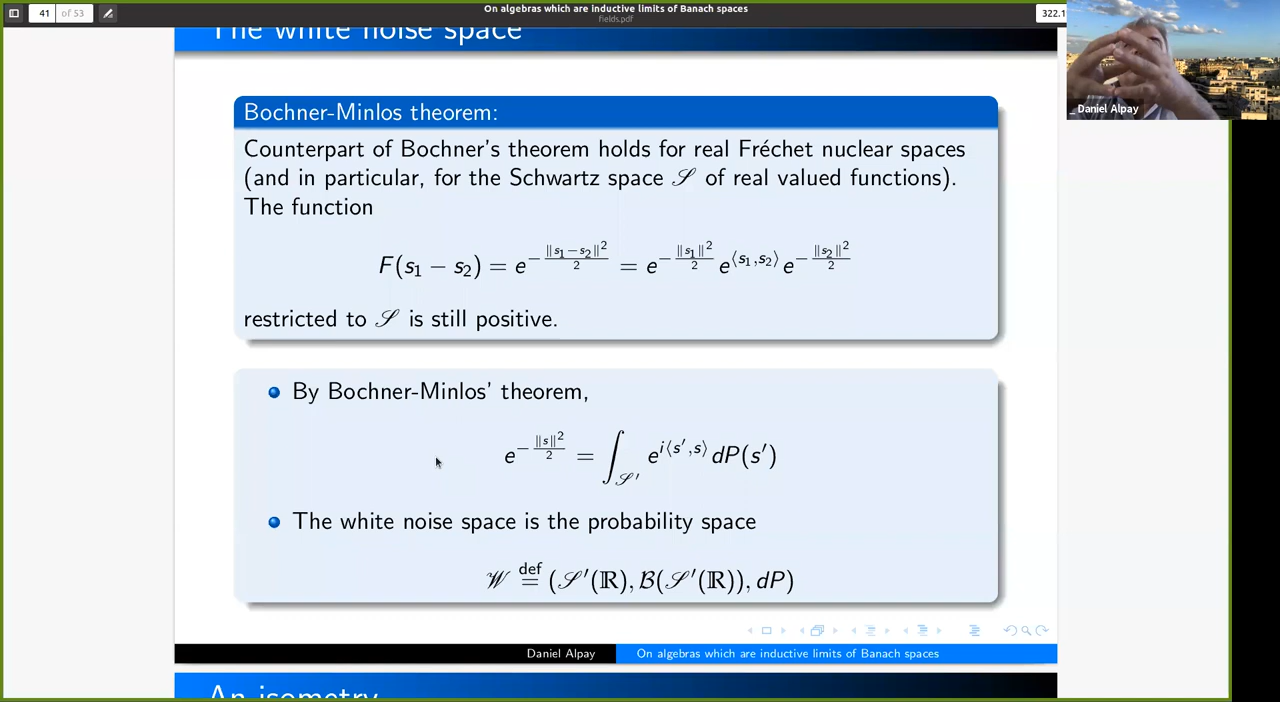 41 of 53
On algebras which are inductive limits of Banach spaces
fields.pdf
322.1
_ Daniel Alpay
The white noise space
Bochner-Minlos theorem:
Counterpart of Bochner's theorem holds for real Fréchet nuclear spaces
(and in particular, for the Schwartz space 𝒮 of real valued functions).
The function
F(s₁ − s₂) = e^{−‖s₁−s₂‖²/2} = e^{−‖s₁‖²/2} e^{⟨s₁,s₂⟩} e^{−‖s₂‖²/2}
restricted to 𝒮 is still positive.
By Bochner-Minlos' theorem,
e^{−‖s‖²/2} = ∫_{𝒮′} e^{i⟨s′,s⟩} dP(s′)
The white noise space is the probability space
𝒲 def= (𝒮′(ℝ), ℬ(𝒮′(ℝ)), dP)
Daniel Alpay
On algebras which are inductive limits of Banach spaces
An isometry